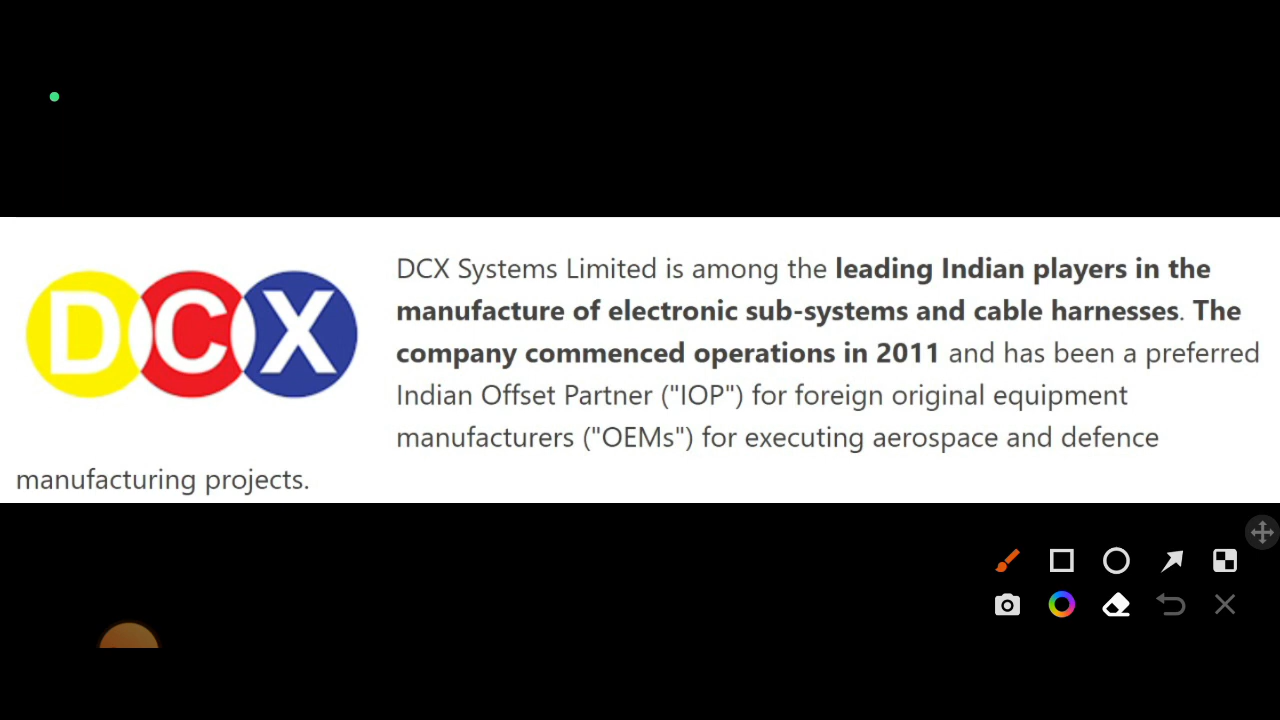 DCX
DCX Systems Limited is among the leading Indian players in the
manufacture of electronic sub-systems and cable harnesses. The
company commenced operations in 2011 and has been a preferred
Indian Offset Partner ("IOP") for foreign original equipment
manufacturers ("OEMs") for executing aerospace and defence
manufacturing projects.